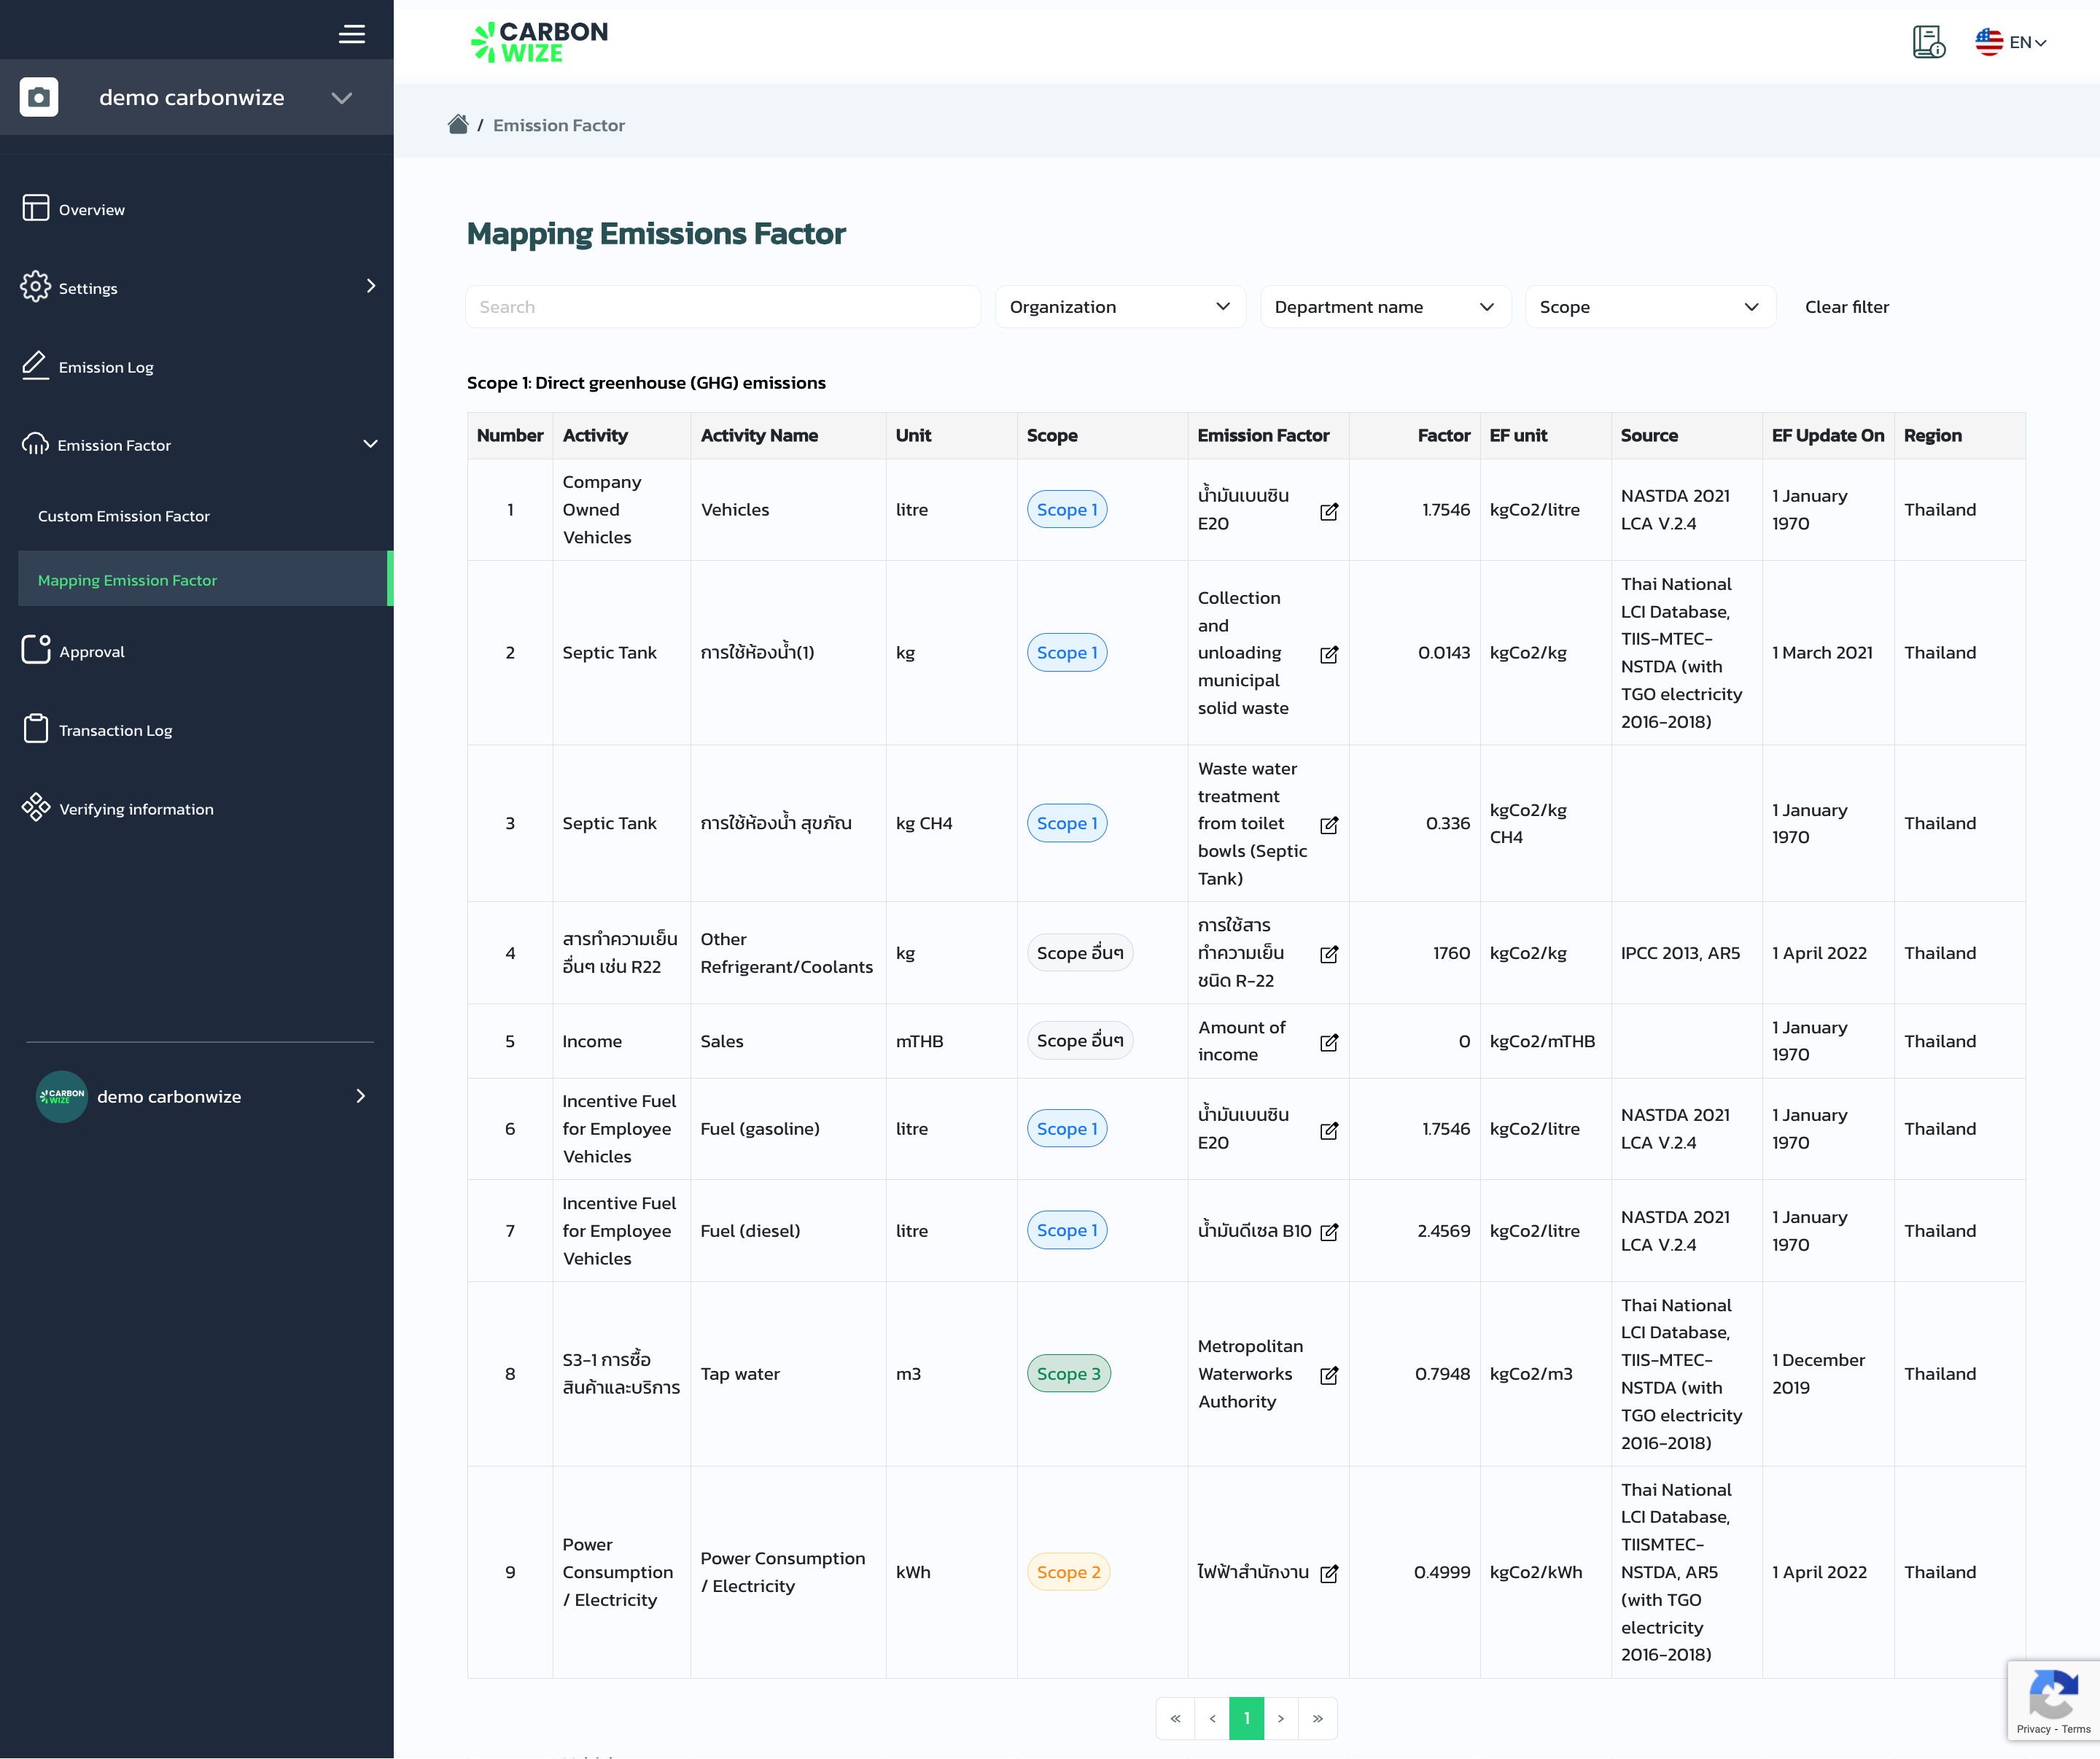 CARBON
WIZE
EN
demo carbonwize
/ Emission Factor
Overview
Settings
Emission Log
Emission Factor
Custom Emission Factor
Mapping Emission Factor
Approval
Transaction Log
Verifying information
CARBON
WIZE
demo carbonwize
Mapping Emissions Factor
Search
Organization
Department name
Scope
Clear filter
Scope 1: Direct greenhouse (GHG) emissions
Number Activity Activity Name Unit Scope Emission Factor Factor EF unit Source EF Update On Region
1
Company
Owned
Vehicles
Vehicles
litre
Scope 1
น้ำมันเบนซิน
E20
1.7546
kgCo2/litre
NASTDA 2021
LCA V.2.4
1 January
1970
Thailand
2
Septic Tank
การใช้ห้องน้ำ(1)
kg
Scope 1
Collection
and
unloading
municipal
solid waste
0.0143
kgCo2/kg
Thai National
LCI Database,
TIIS-MTEC-
NSTDA (with
TGO electricity
2016-2018)
1 March 2021
Thailand
3
Septic Tank
การใช้ห้องน้ำ สุขภัณ
kg CH4
Scope 1
Waste water
treatment
from toilet
bowls (Septic
Tank)
0.336
kgCo2/kg
CH4
1 January
1970
Thailand
4
สารทำความเย็น
อื่นๆ เช่น R22
Other
Refrigerant/Coolants
kg
Scope อื่นๆ
การใช้สาร
ทำความเย็น
ชนิด R-22
1760
kgCo2/kg
IPCC 2013, AR5
1 April 2022
Thailand
5
Income
Sales
mTHB
Scope อื่นๆ
Amount of
income
0
kgCo2/mTHB
1 January
1970
Thailand
6
Incentive Fuel
for Employee
Vehicles
Fuel (gasoline)
litre
Scope 1
น้ำมันเบนซิน
E20
1.7546
kgCo2/litre
NASTDA 2021
LCA V.2.4
1 January
1970
Thailand
7
Incentive Fuel
for Employee
Vehicles
Fuel (diesel)
litre
Scope 1
น้ำมันดีเซล B10
2.4569
kgCo2/litre
NASTDA 2021
LCA V.2.4
1 January
1970
Thailand
8
S3-1 การซื้อ
สินค้าและบริการ
Tap water
m3
Scope 3
Metropolitan
Waterworks
Authority
0.7948
kgCo2/m3
Thai National
LCI Database,
TIIS-MTEC-
NSTDA (with
TGO electricity
2016-2018)
1 December
2019
Thailand
9
Power
Consumption
/ Electricity
Power Consumption
/ Electricity
kWh
Scope 2
ไฟฟ้าสำนักงาน
0.4999
kgCo2/kWh
Thai National
LCI Database,
TIISMTEC-
NSTDA, AR5
(with TGO
electricity
2016-2018)
1 April 2022
Thailand
« ‹ 1 › »
Privacy - Terms